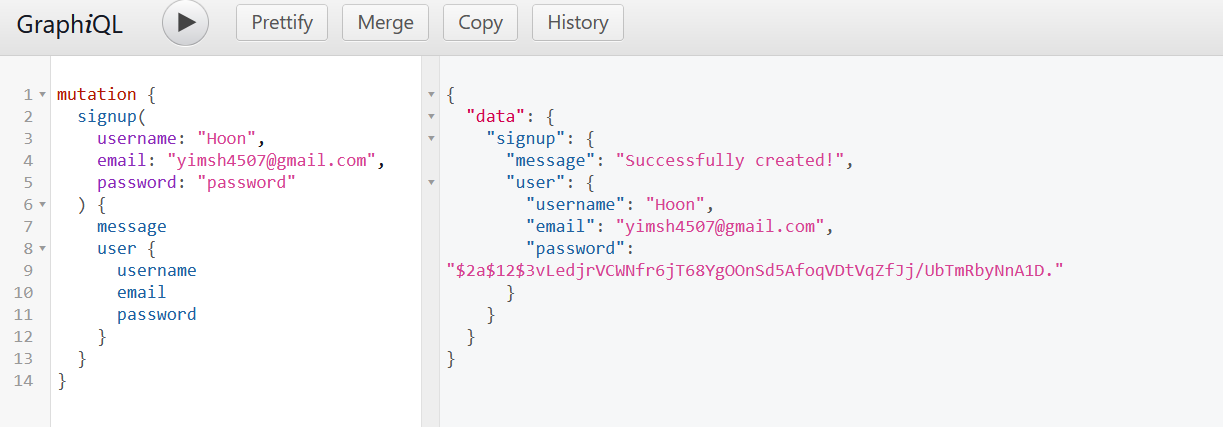 GraphiQL Prettify Merge Copy History
1 mutation {
2 signup(
3 username: "Hoon",
4 email: "yimsh4507@gmail.com",
5 password: "password"
6 ) {
7 message
8 user {
9 username
10 email
11 password
12 }
13 }
14 }
{
"data": {
"signup": {
"message": "Successfully created!",
"user": {
"username": "Hoon",
"email": "yimsh4507@gmail.com",
"password":
"$2a$12$3vLedjrVCWNfr6jT68YgOOnSd5AfoqVDtVqZfJj/UbTmRbyNnA1D."
}
}
}
}